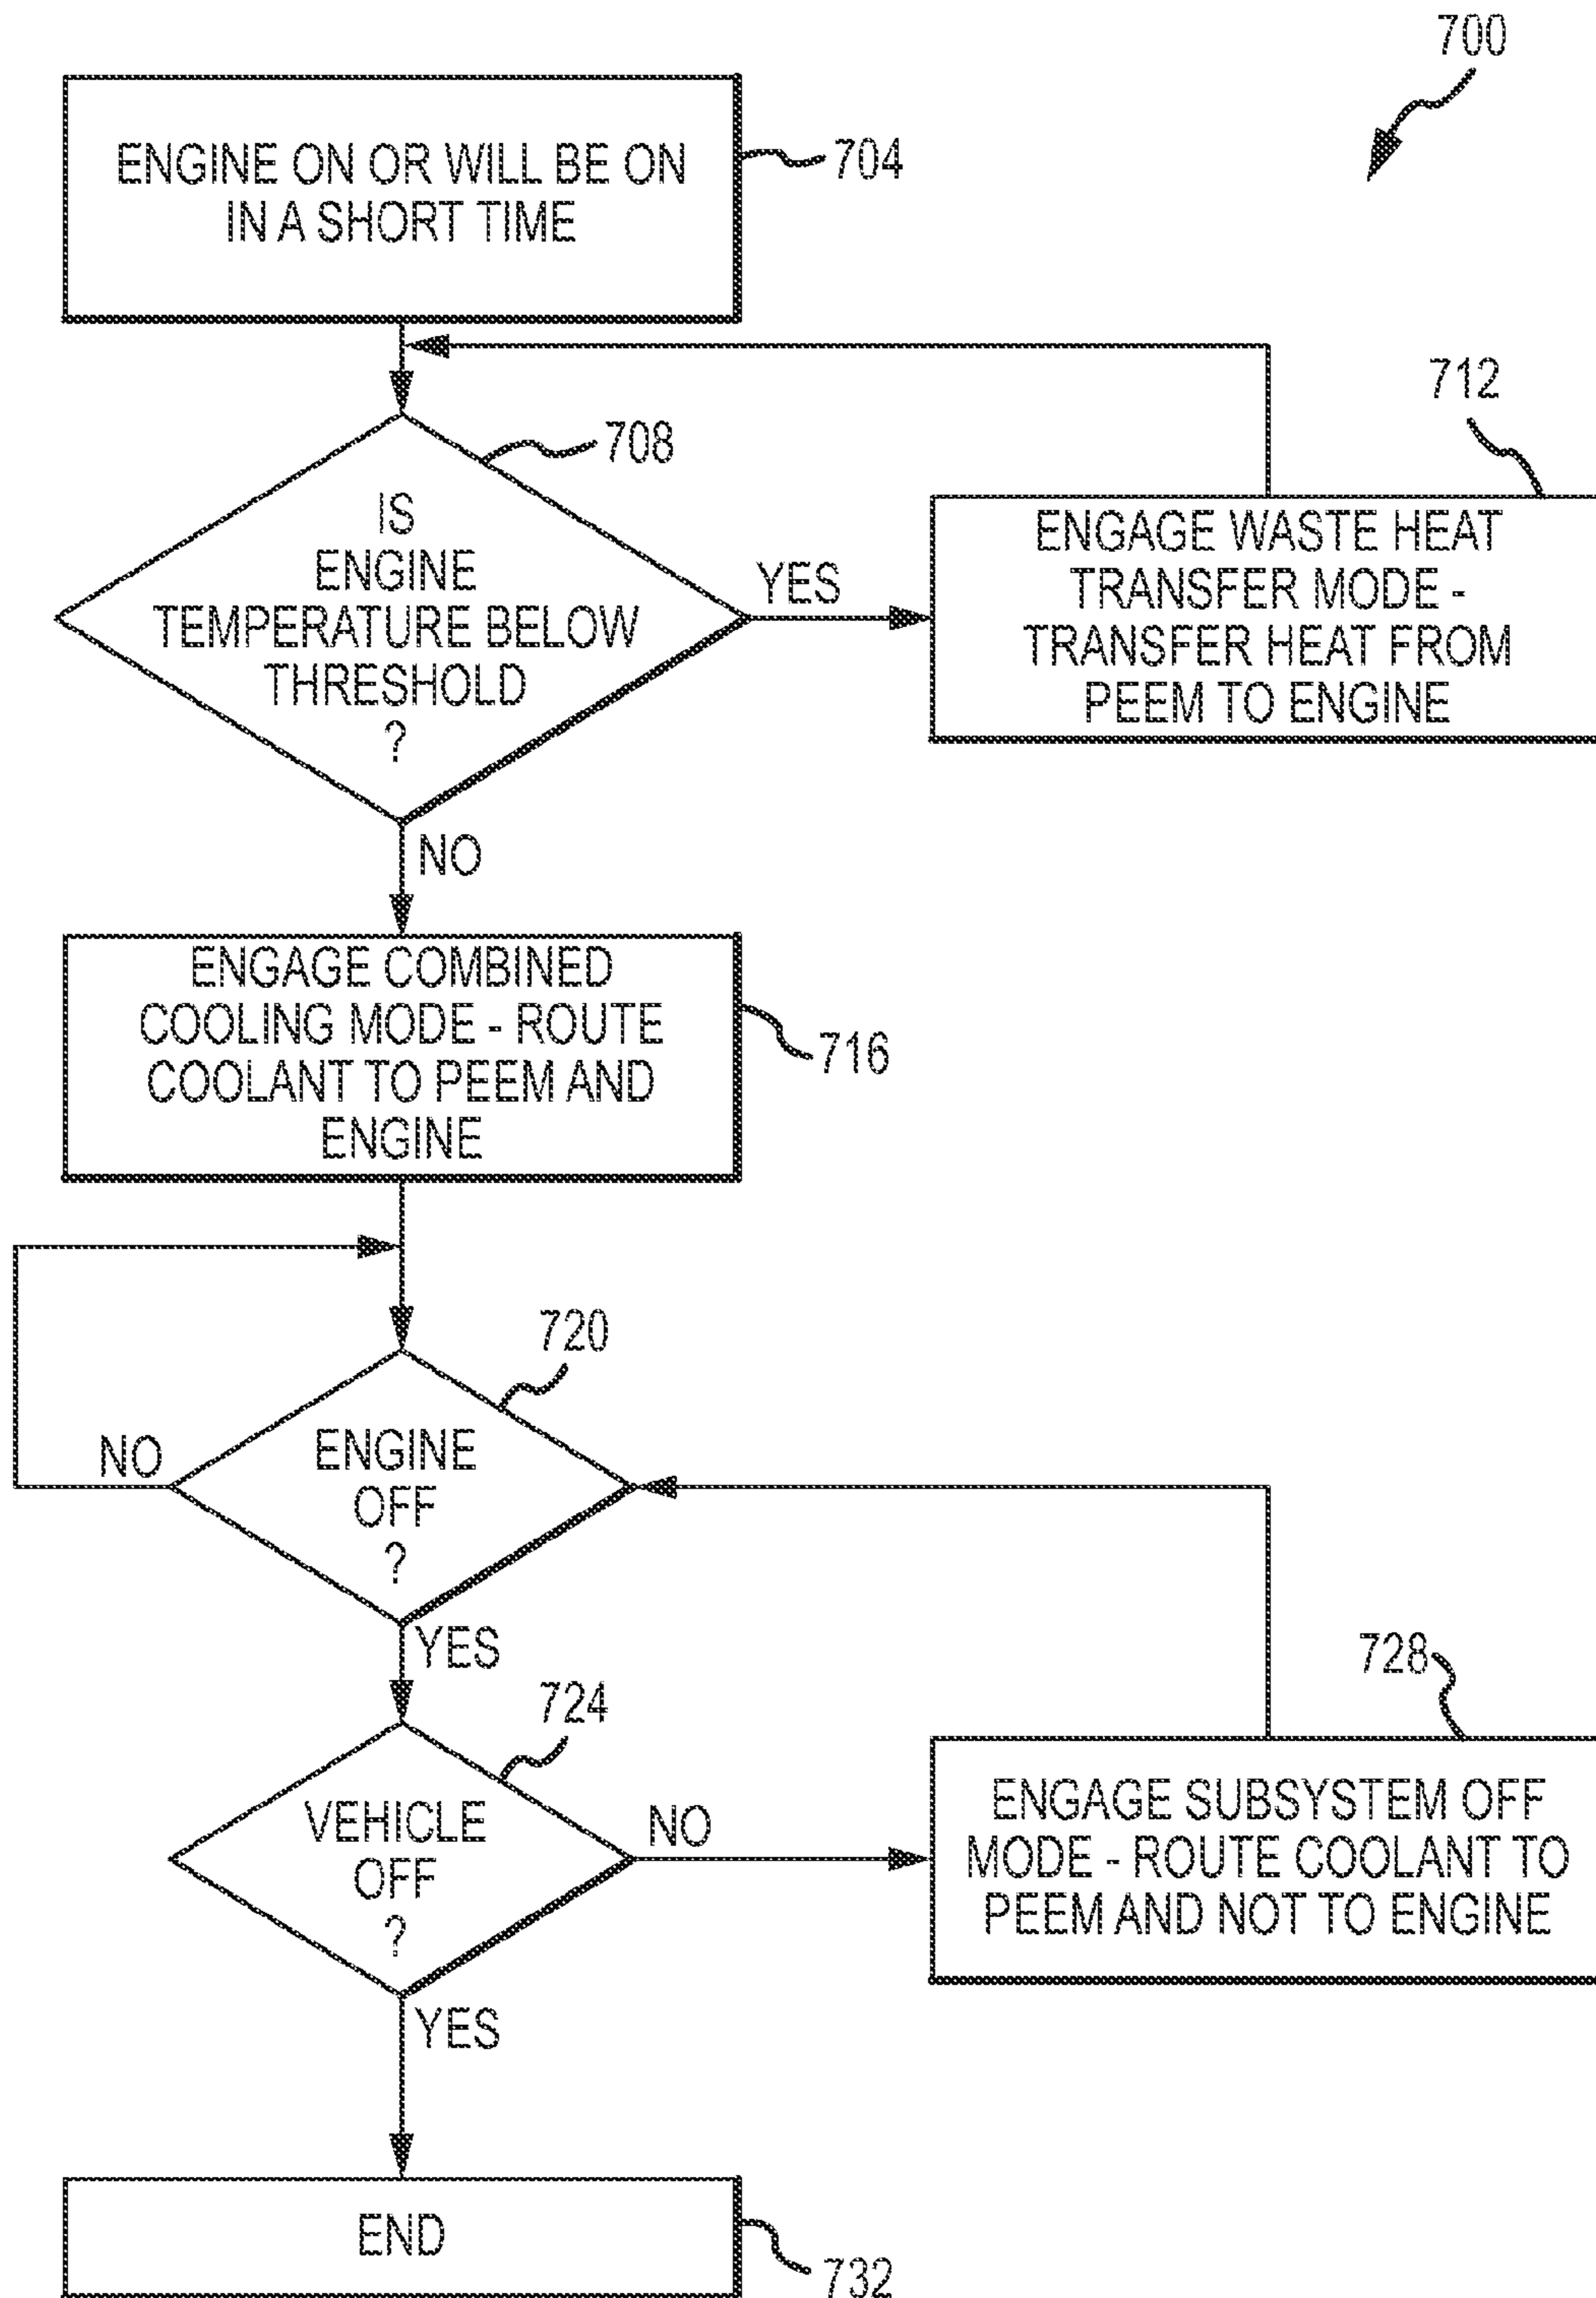 700
ENGINE ON OR WILL BE ON
IN A SHORT TIME
704
708
IS
ENGINE
TEMPERATURE BELOW
THRESHOLD
?
YES
712
ENGAGE WASTE HEAT
TRANSFER MODE -
TRANSFER HEAT FROM
PEEM TO ENGINE
NO
ENGAGE COMBINED
COOLING MODE - ROUTE
COOLANT TO PEEM AND
ENGINE
716
720
NO
ENGINE
OFF
?
YES
724
VEHICLE
OFF
?
NO
728
ENGAGE SUBSYSTEM OFF
MODE - ROUTE COOLANT TO
PEEM AND NOT TO ENGINE
YES
END
732